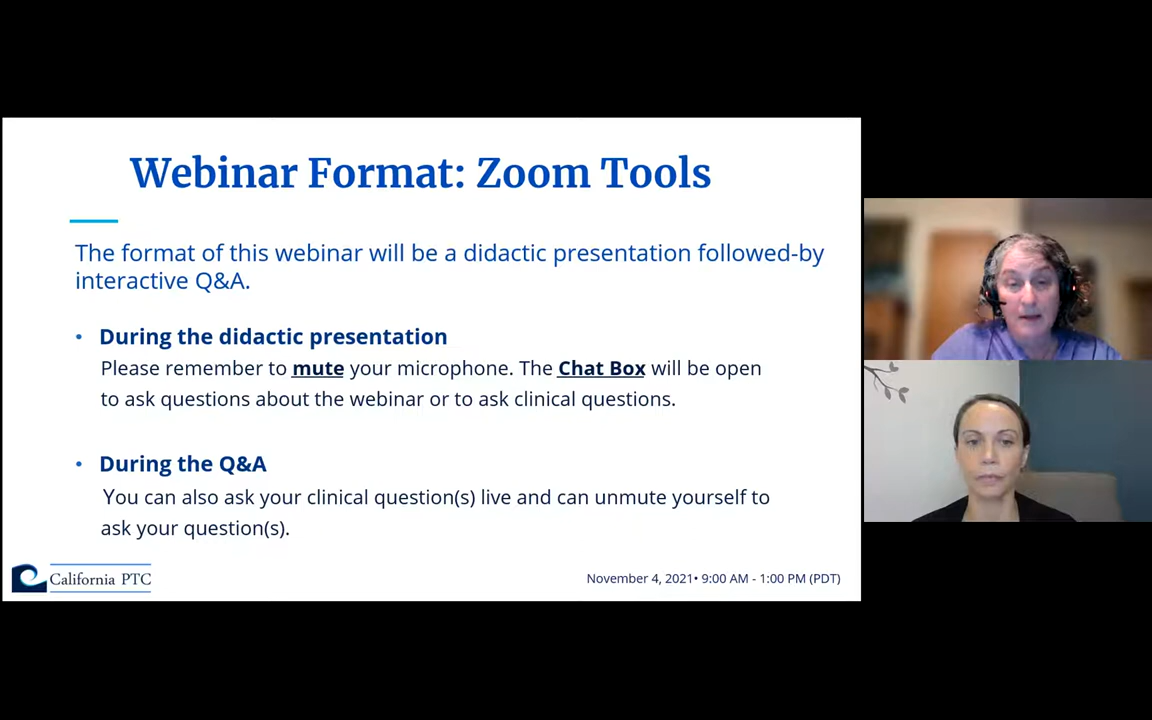 Webinar Format: Zoom Tools
The format of this webinar will be a didactic presentation followed-by
interactive Q&A.
• During the didactic presentation
Please remember to mute your microphone. The Chat Box will be open
to ask questions about the webinar or to ask clinical questions.
• During the Q&A
You can also ask your clinical question(s) live and can unmute yourself to
ask your question(s).
California PTC
November 4, 2021• 9:00 AM - 1:00 PM (PDT)